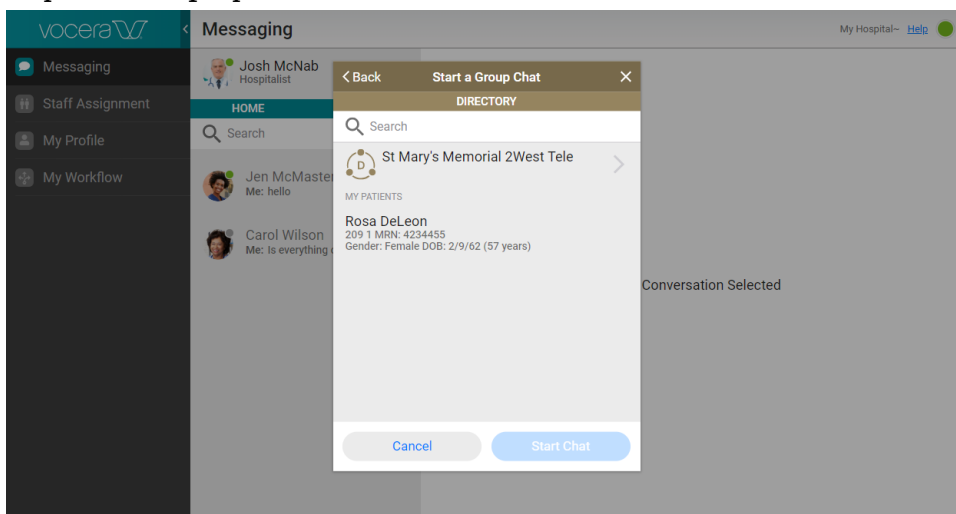 vocera
Messaging
My Hospital~ Help
Messaging
Staff Assignment
My Profile
My Workflow
Josh McNab
Hospitalist
HOME
Search
Jen McMaster
Me: hello
Carol Wilson
Me: Is everything
Back Start a Group Chat
DIRECTORY
Search
D
St Mary's Memorial 2West Tele
MY PATIENTS
Rosa DeLeon
209 1 MRN: 4234455
Gender: Female DOB: 2/9/62 (57 years)
Cancel Start Chat
Conversation Selected